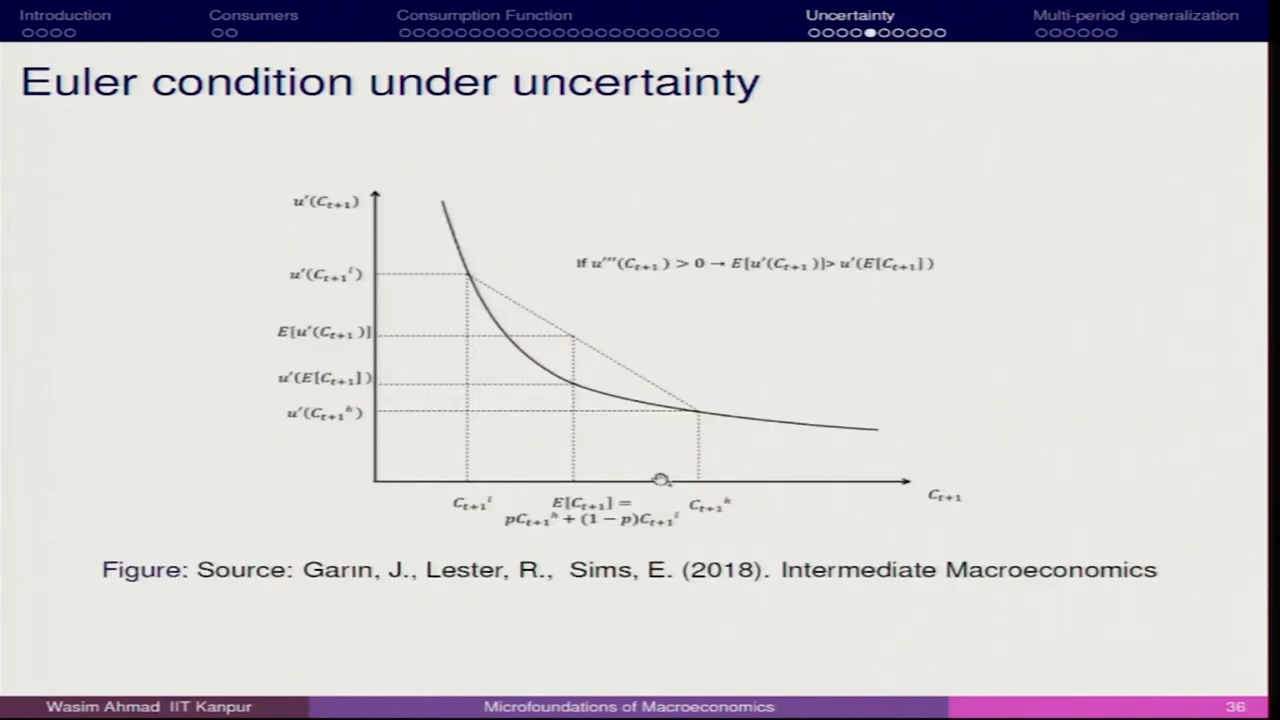 Introduction Consumers Consumption Function Uncertainty Multi-period generalization
Euler condition under uncertainty
u′(Cₜ₊₁)
If u′′′(Cₜ₊₁) > 0 → E[u′(Cₜ₊₁)]> u′(E[Cₜ₊₁])
u′(Cₜ₊₁ˡ)
E[u′(Cₜ₊₁)]
u′(E[Cₜ₊₁])
u′(Cₜ₊₁ʰ)
Cₜ₊₁ˡ E[Cₜ₊₁] = Cₜ₊₁ʰ Cₜ₊₁
pCₜ₊₁ʰ + (1 − p)Cₜ₊₁ˡ
Figure: Source: Garın, J., Lester, R., Sims, E. (2018). Intermediate Macroeconomics
Wasim Ahmad IIT Kanpur Microfoundations of Macroeconomics 36